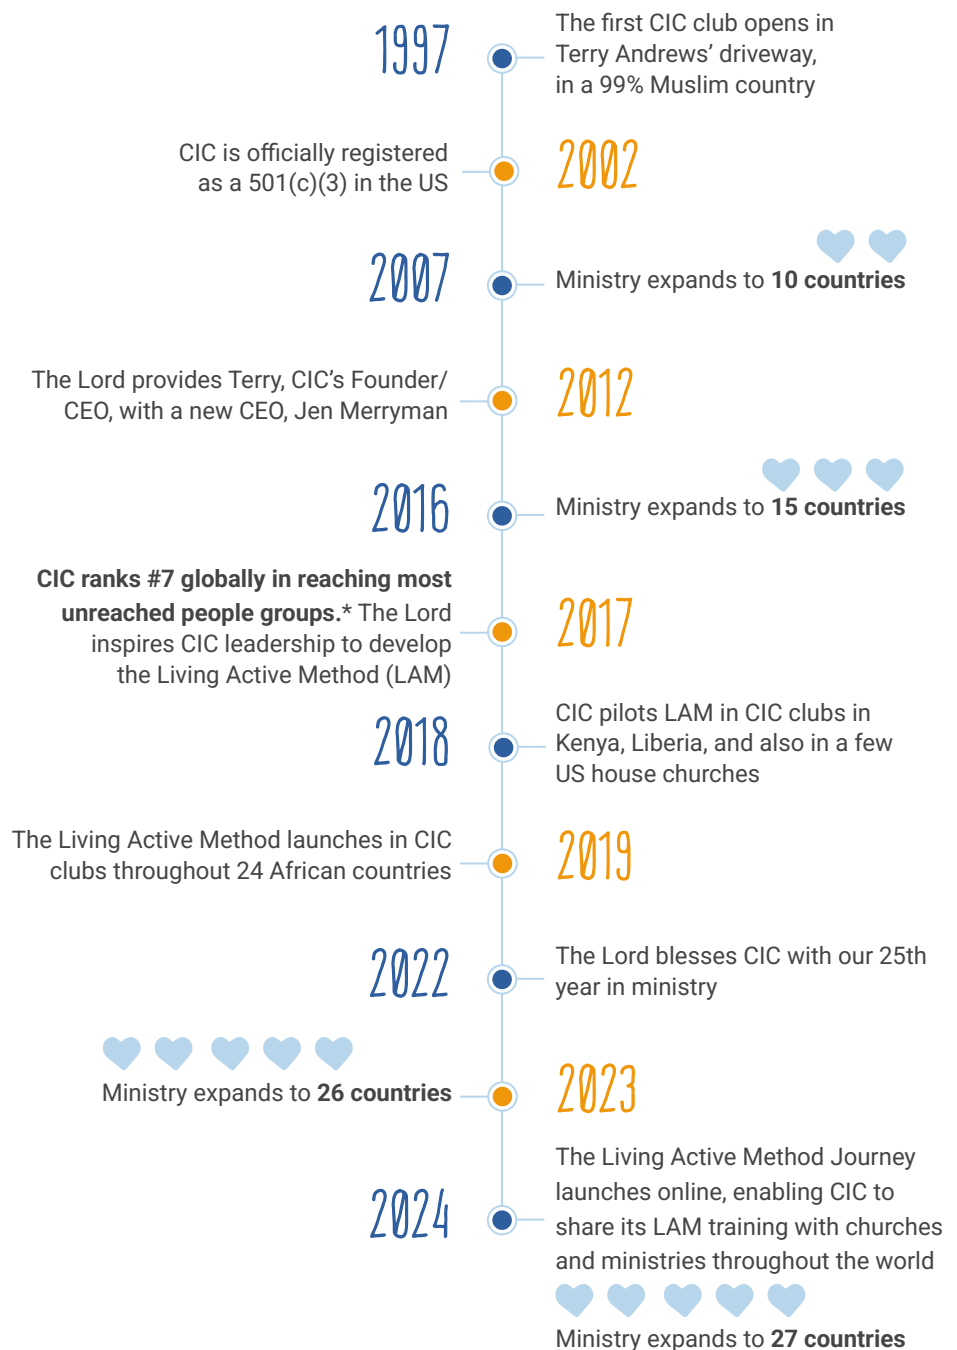 1997
The first CIC club opens in
Terry Andrews’ driveway,
in a 99% Muslim country
CIC is officially registered
as a 501(c)(3) in the US
2002
2007
Ministry expands to 10 countries
The Lord provides Terry, CIC’s Founder/
CEO, with a new CEO, Jen Merryman
2012
2016
Ministry expands to 15 countries
CIC ranks #7 globally in reaching most
unreached people groups.* The Lord
inspires CIC leadership to develop
the Living Active Method (LAM)
2017
2018
CIC pilots LAM in CIC clubs in
Kenya, Liberia, and also in a few
US house churches
The Living Active Method launches in CIC
clubs throughout 24 African countries
2019
2022
The Lord blesses CIC with our 25th
year in ministry
Ministry expands to 26 countries
2023
2024
The Living Active Method Journey
launches online, enabling CIC to
share its LAM training with churches
and ministries throughout the world
Ministry expands to 27 countries